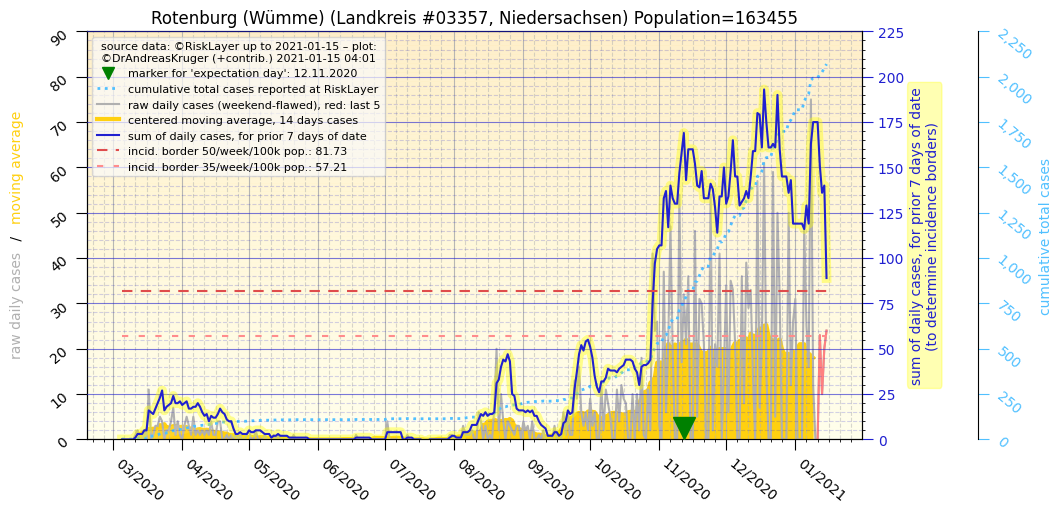 Rotenburg (Wümme) (Landkreis #03357, Niedersachsen) Population=163455
source data: ©RiskLayer up to 2021-01-15 – plot:
©DrAndreasKruger (+contrib.) 2021-01-15 04:01
marker for 'expectation day': 12.11.2020
cumulative total cases reported at RiskLayer
raw daily cases (weekend-flawed), red: last 5
centered moving average, 14 days cases
sum of daily cases, for prior 7 days of date
incid. border 50/week/100k pop.: 81.73
incid. border 35/week/100k pop.: 57.21
raw daily cases / moving average
90
80
70
60
50
40
30
20
10
0
03/2020
04/2020
05/2020
06/2020
07/2020
08/2020
09/2020
10/2020
11/2020
12/2020
01/2021
225
200
175
150
125
100
75
50
25
0
sum of daily cases, for prior 7 days of date
(to determine incidence borders)
2,250
2,000
1,750
1,500
1,250
1,000
750
500
250
0
cumulative total cases